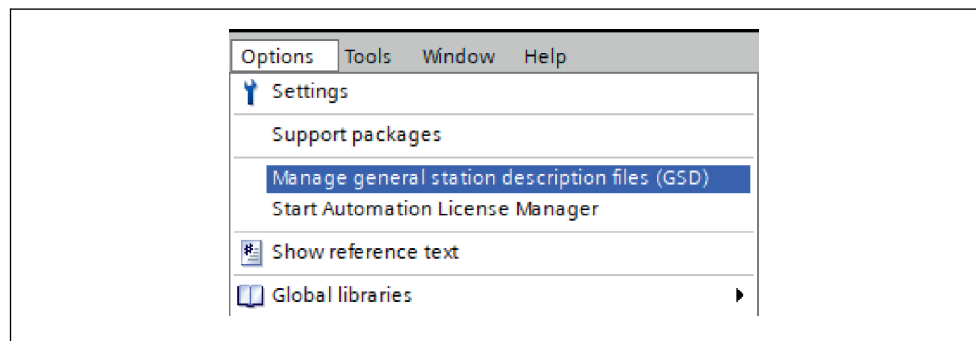 Options Tools Window Help
Settings
Support packages
Manage general station description files (GSD)
Start Automation License Manager
Show reference text
Global libraries